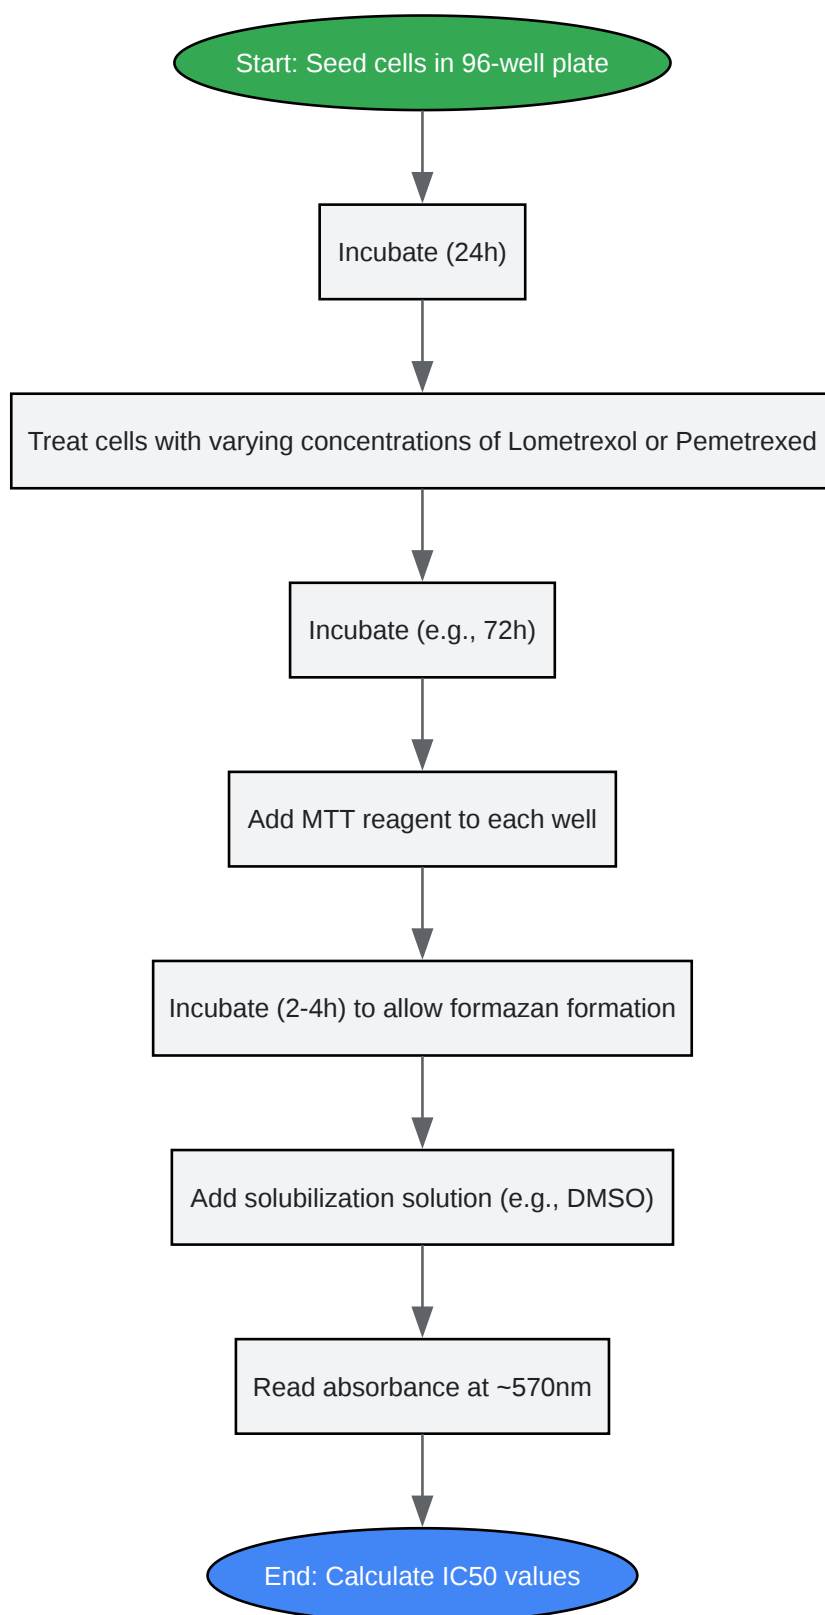 Start: Seed cells in 96-well plate
Incubate (24h)
Treat cells with varying concentrations of Lometrexol or Pemetrexed
Incubate (e.g., 72h)
Add MTT reagent to each well
Incubate (2-4h) to allow formazan formation
Add solubilization solution (e.g., DMSO)
Read absorbance at ~570nm
End: Calculate IC50 values